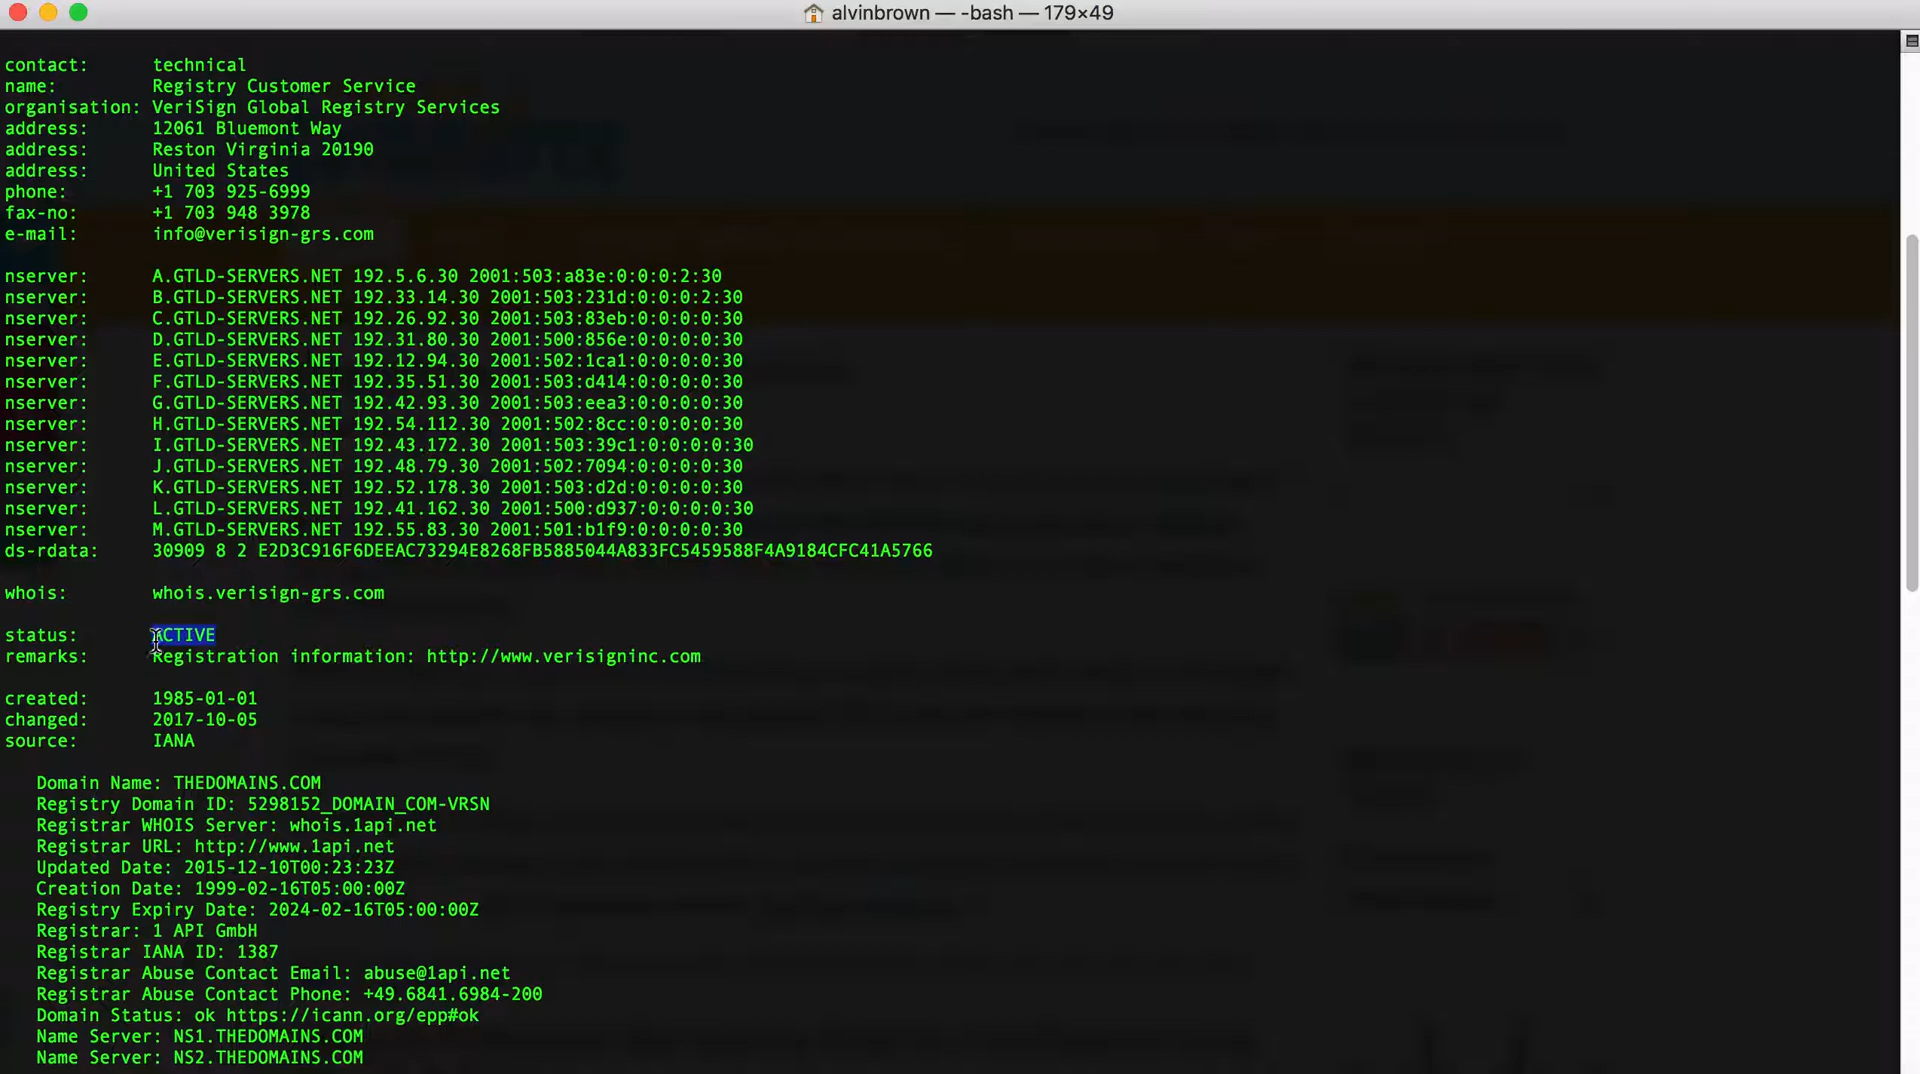 alvinbrown — -bash — 179×49
contact: technical
name: Registry Customer Service
organisation: VeriSign Global Registry Services
address: 12061 Bluemont Way
address: Reston Virginia 20190
address: United States
phone: +1 703 925-6999
fax-no: +1 703 948 3978
e-mail: info@verisign-grs.com
nserver: A.GTLD-SERVERS.NET 192.5.6.30 2001:503:a83e:0:0:0:2:30
nserver: B.GTLD-SERVERS.NET 192.33.14.30 2001:503:231d:0:0:0:2:30
nserver: C.GTLD-SERVERS.NET 192.26.92.30 2001:503:83eb:0:0:0:0:30
nserver: D.GTLD-SERVERS.NET 192.31.80.30 2001:500:856e:0:0:0:0:30
nserver: E.GTLD-SERVERS.NET 192.12.94.30 2001:502:1ca1:0:0:0:0:30
nserver: F.GTLD-SERVERS.NET 192.35.51.30 2001:503:d414:0:0:0:0:30
nserver: G.GTLD-SERVERS.NET 192.42.93.30 2001:503:eea3:0:0:0:0:30
nserver: H.GTLD-SERVERS.NET 192.54.112.30 2001:502:8cc:0:0:0:0:30
nserver: I.GTLD-SERVERS.NET 192.43.172.30 2001:503:39c1:0:0:0:0:30
nserver: J.GTLD-SERVERS.NET 192.48.79.30 2001:502:7094:0:0:0:0:30
nserver: K.GTLD-SERVERS.NET 192.52.178.30 2001:503:d2d:0:0:0:0:30
nserver: L.GTLD-SERVERS.NET 192.41.162.30 2001:500:d937:0:0:0:0:30
nserver: M.GTLD-SERVERS.NET 192.55.83.30 2001:501:b1f9:0:0:0:0:30
ds-rdata: 30909 8 2 E2D3C916F6DEEAC73294E8268FB5885044A833FC5459588F4A9184CFC41A5766
whois: whois.verisign-grs.com
status: ACTIVE
remarks: Registration information: http://www.verisigninc.com
created: 1985-01-01
changed: 2017-10-05
source: IANA
Domain Name: THEDOMAINS.COM
Registry Domain ID: 5298152_DOMAIN_COM-VRSN
Registrar WHOIS Server: whois.1api.net
Registrar URL: http://www.1api.net
Updated Date: 2015-12-10T00:23:23Z
Creation Date: 1999-02-16T05:00:00Z
Registry Expiry Date: 2024-02-16T05:00:00Z
Registrar: 1 API GmbH
Registrar IANA ID: 1387
Registrar Abuse Contact Email: abuse@1api.net
Registrar Abuse Contact Phone: +49.6841.6984-200
Domain Status: ok https://icann.org/epp#ok
Name Server: NS1.THEDOMAINS.COM
Name Server: NS2.THEDOMAINS.COM